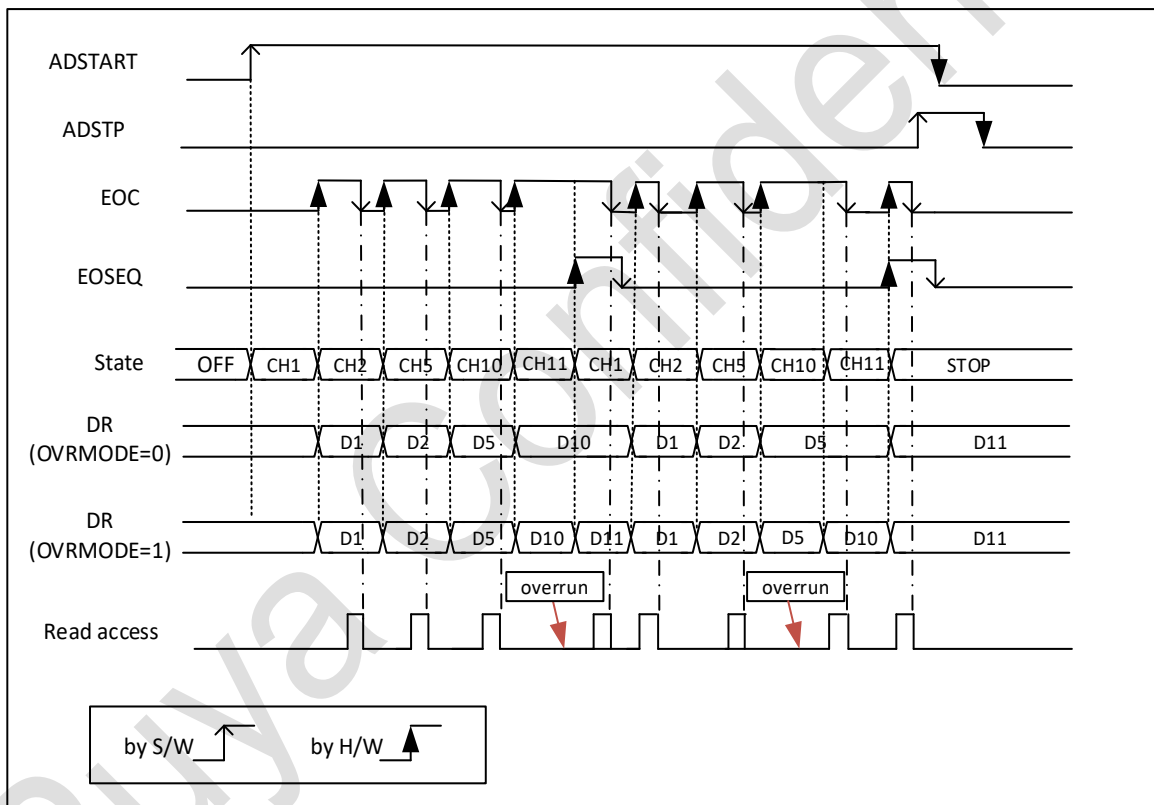 ADSTART
ADSTP
EOC
EOSEQ
State OFF CH1 CH2 CH5 CH10 CH11 CH1 CH2 CH5 CH10 CH11 STOP
DR
(OVRMODE=0) D1 D2 D5 D10 D1 D2 D5 D11
DR
(OVRMODE=1) D1 D2 D5 D10 D11 D1 D2 D5 D10 D11
overrun overrun
Read access
by S/W by H/W
Puya Confiden